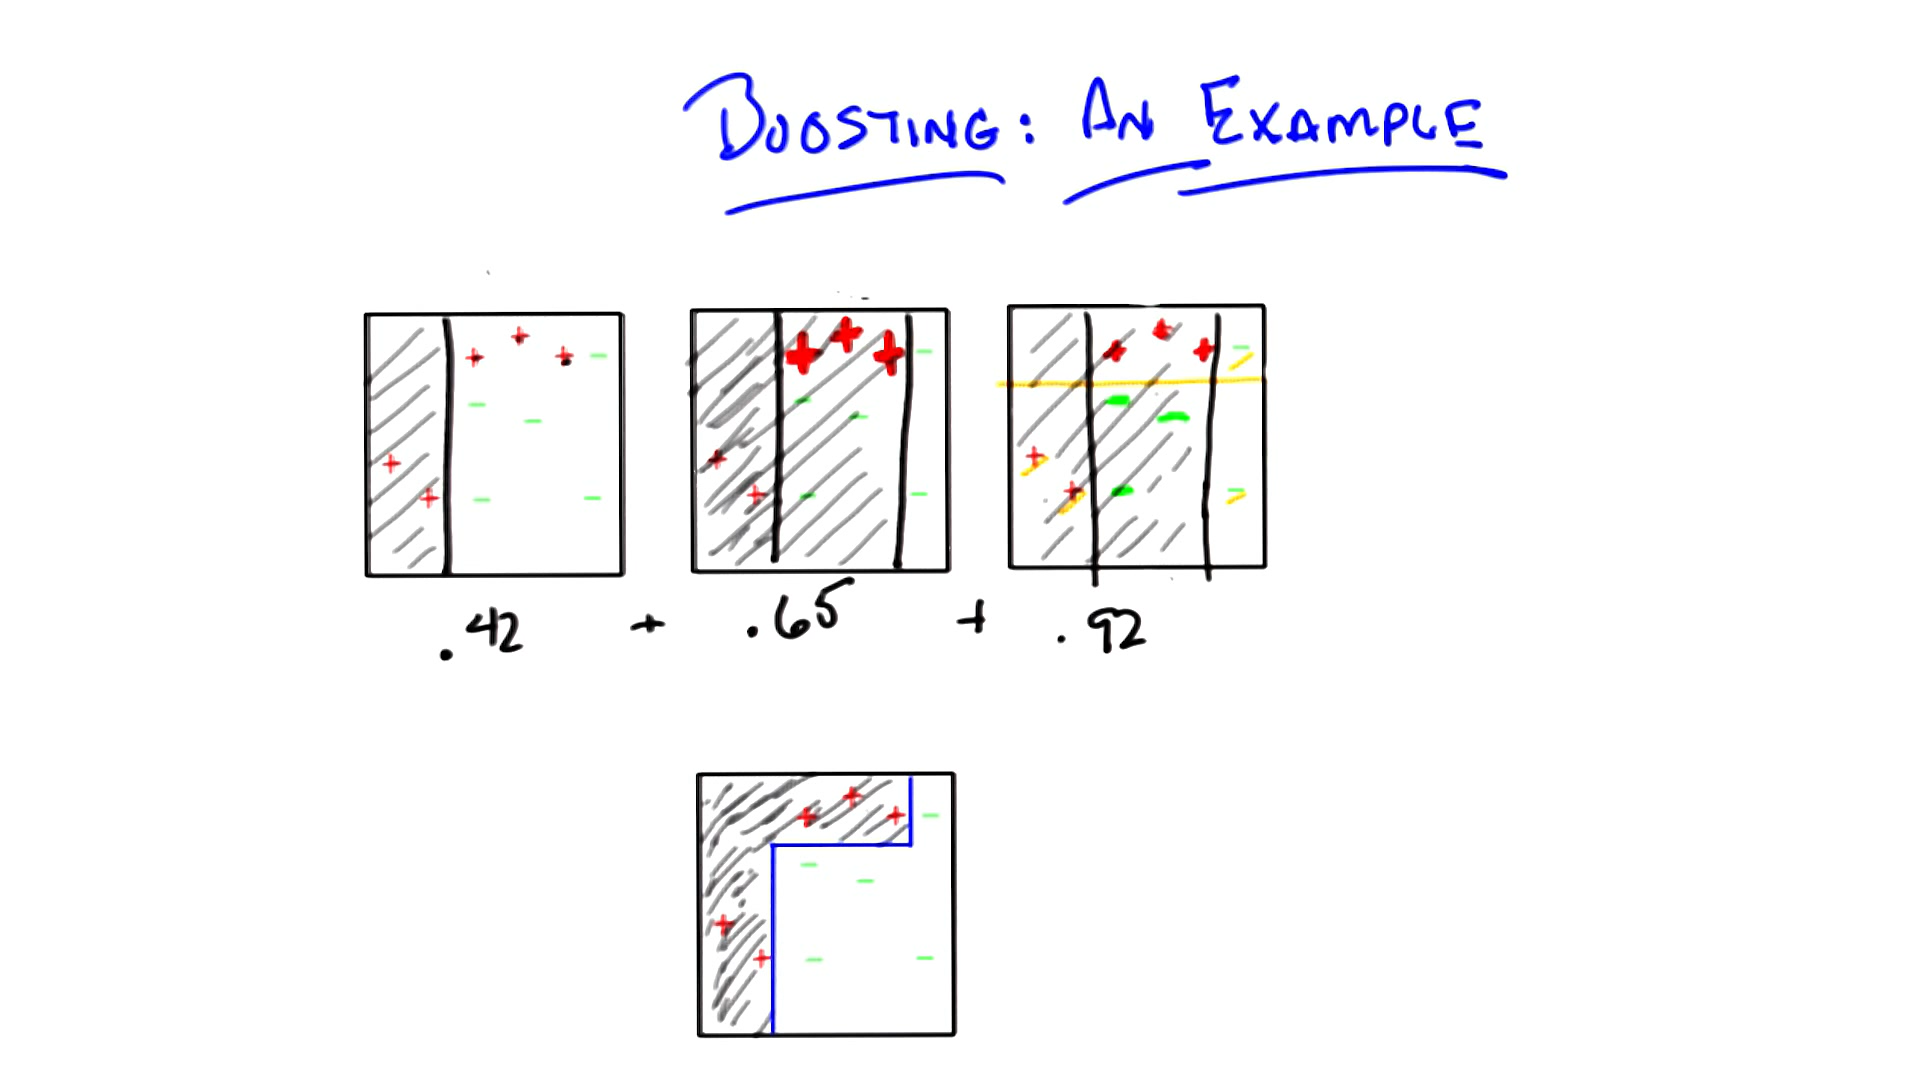 BOOSTING: AN EXAMPLE
.42 + .65 + .92